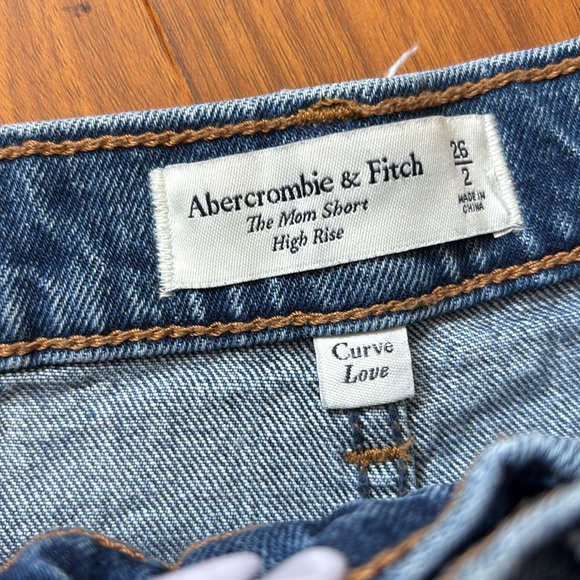 Abercrombie & Fitch
The Mom Short
High Rise
26
2
MADE IN
CHINA
Curve
Love